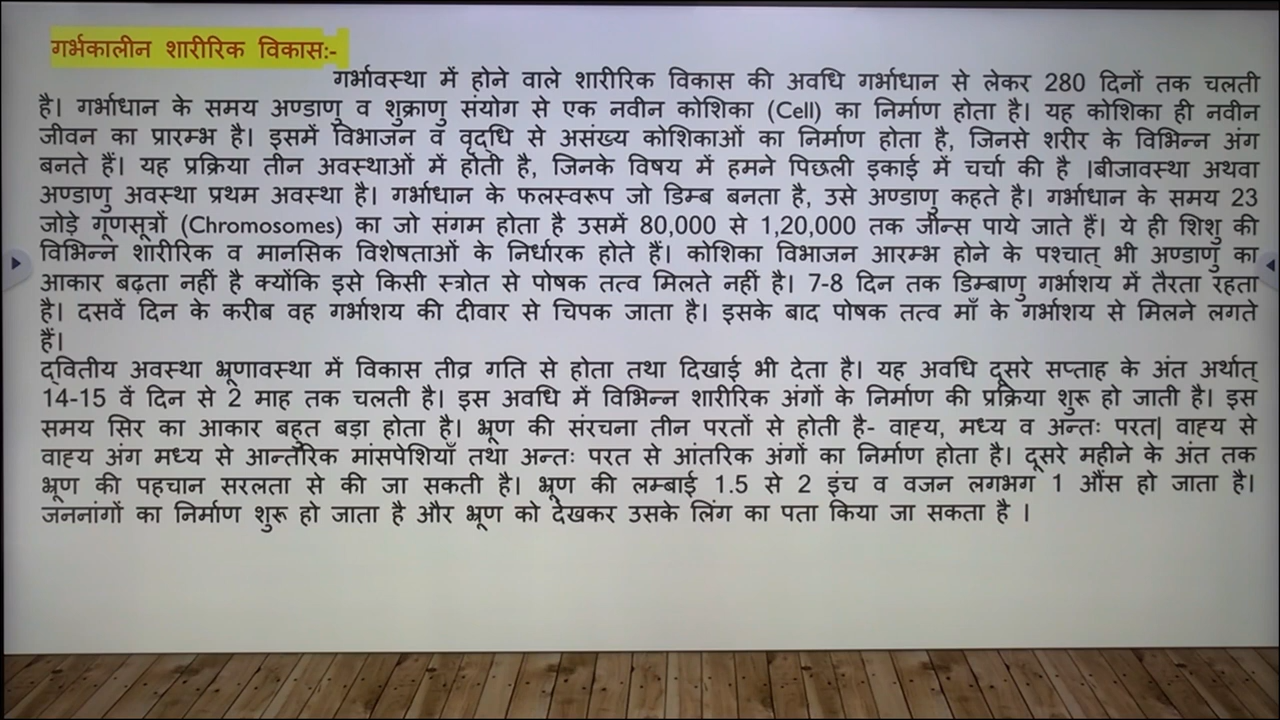 गर्भकालीन शारीरिक विकास:-
गर्भावस्था में होने वाले शारीरिक विकास की अवधि गर्भाधान से लेकर 280 दिनों तक चलती
है। गर्भाधान के समय अण्डाणु व शुक्राणु संयोग से एक नवीन कोशिका (Cell) का निर्माण होता है। यह कोशिका ही नवीन
जीवन का प्रारम्भ है। इसमें विभाजन व वृद्धि से असंख्य कोशिकाओं का निर्माण होता है, जिनसे शरीर के विभिन्न अंग
बनते हैं। यह प्रक्रिया तीन अवस्थाओं में होती है, जिनके विषय में हमने पिछली इकाई में चर्चा की है ।बीजावस्था अथवा
अण्डाणु अवस्था प्रथम अवस्था है। गर्भाधान के फलस्वरूप जो डिम्ब बनता है, उसे अण्डाणु कहते है। गर्भाधान के समय 23
जोड़े गूणसूत्रों (Chromosomes) का जो संगम होता है उसमें 80,000 से 1,20,000 तक जीन्स पाये जाते हैं। ये ही शिशु की
विभिन्न शारीरिक व मानसिक विशेषताओं के निर्धारक होते हैं। कोशिका विभाजन आरम्भ होने के पश्चात् भी अण्डाणु का
आकार बढ़ता नहीं है क्योंकि इसे किसी स्त्रोत से पोषक तत्व मिलते नहीं है। 7-8 दिन तक डिम्बाणु गर्भाशय में तैरता रहता
है। दसवें दिन के करीब वह गर्भाशय की दीवार से चिपक जाता है। इसके बाद पोषक तत्व माँ के गर्भाशय से मिलने लगते
हैं।
द्वितीय अवस्था भ्रूणावस्था में विकास तीव्र गति से होता तथा दिखाई भी देता है। यह अवधि दूसरे सप्ताह के अंत अर्थात्
14-15 वें दिन से 2 माह तक चलती है। इस अवधि में विभिन्न शारीरिक अंगों के निर्माण की प्रक्रिया शुरू हो जाती है। इस
समय सिर का आकार बहुत बड़ा होता है। भ्रूण की संरचना तीन परतों से होती है- वाह्य, मध्य व अन्तः परत| वाह्य से
वाह्य अंग मध्य से आन्तरिक मांसपेशियाँ तथा अन्तः परत से आंतरिक अंगों का निर्माण होता है। दूसरे महीने के अंत तक
भ्रूण की पहचान सरलता से की जा सकती है। भ्रूण की लम्बाई 1.5 से 2 इंच व वजन लगभग 1 औंस हो जाता है।
जननांगों का निर्माण शुरू हो जाता है और भ्रूण को देखकर उसके लिंग का पता किया जा सकता है ।